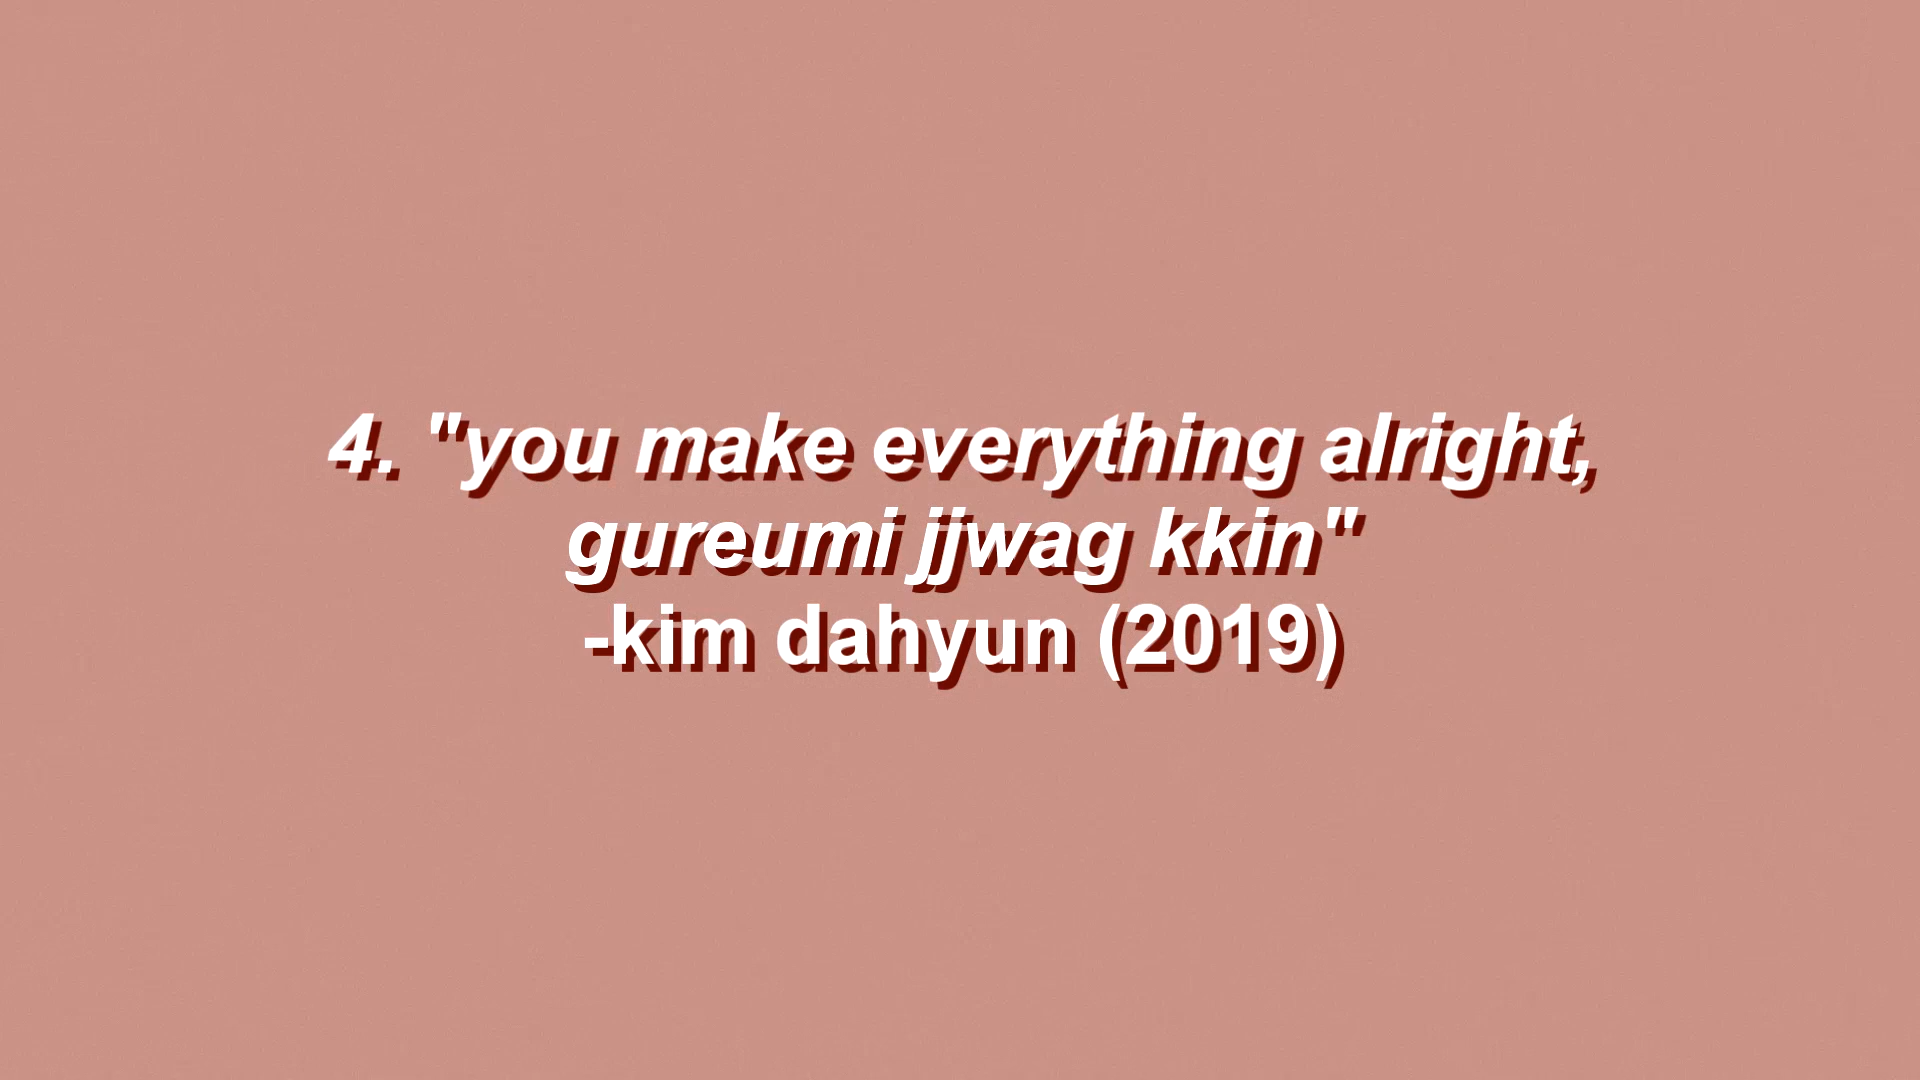 4. "you make everything alright,
gureumi jjwag kkin"
-kim dahyun (2019)